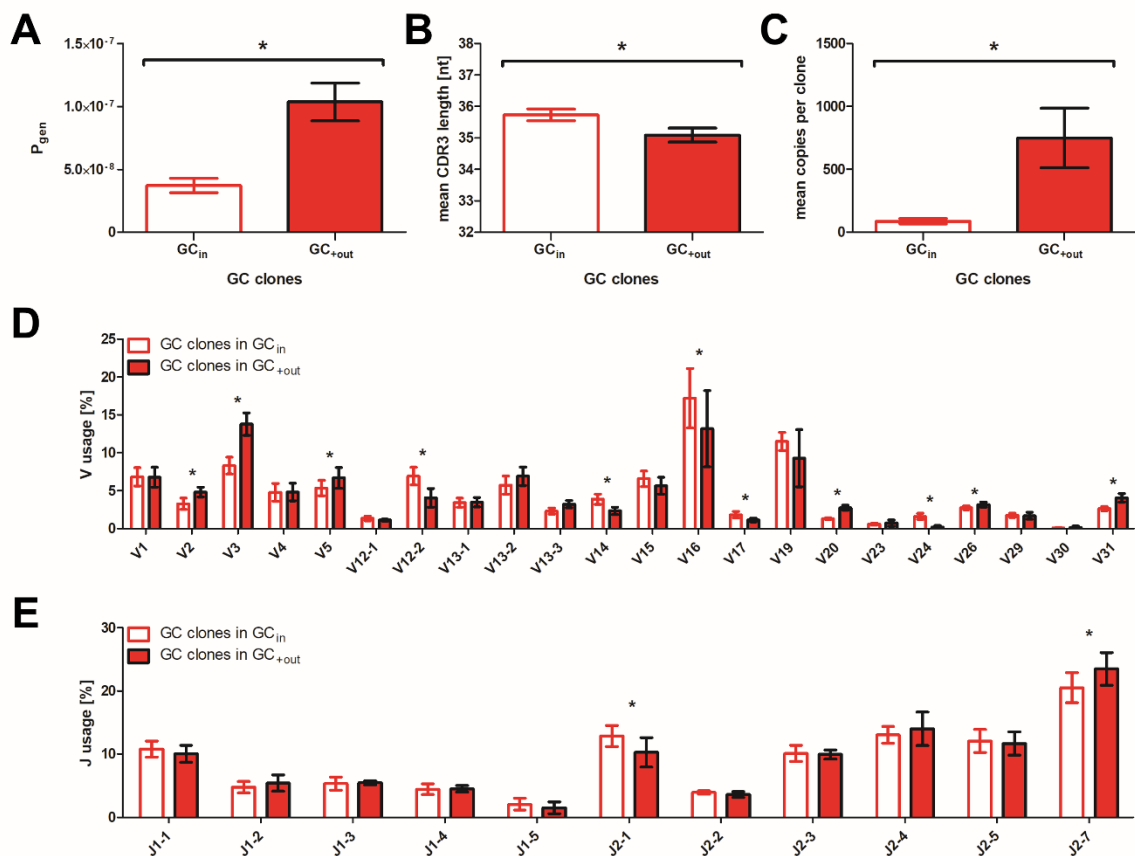 A
1.5×10-7
1.0×10-7
5.0×10-8
0
Pgen
*
GCin
GC+out
GC clones
B
38
37
36
35
34
33
32
mean CDR3 length [nt]
*
GCin
GC+out
GC clones
C
1500
1000
500
0
mean copies per clone
*
GCin
GC+out
GC clones
D
GC clones in GCin
GC clones in GC+out
25
20
15
10
5
0
V usage [%]
* * * * * * * * * * *
V1 V2 V3 V4 V5 V12-1 V12-2 V13-1 V13-2 V13-3 V14 V15 V16 V17 V19 V20 V23 V24 V26 V29 V30 V31
E
GC clones in GCin
GC clones in GC+out
30
20
10
0
J usage [%]
* *
J1-1 J1-2 J1-3 J1-4 J1-5 J2-1 J2-2 J2-3 J2-4 J2-5 J2-7